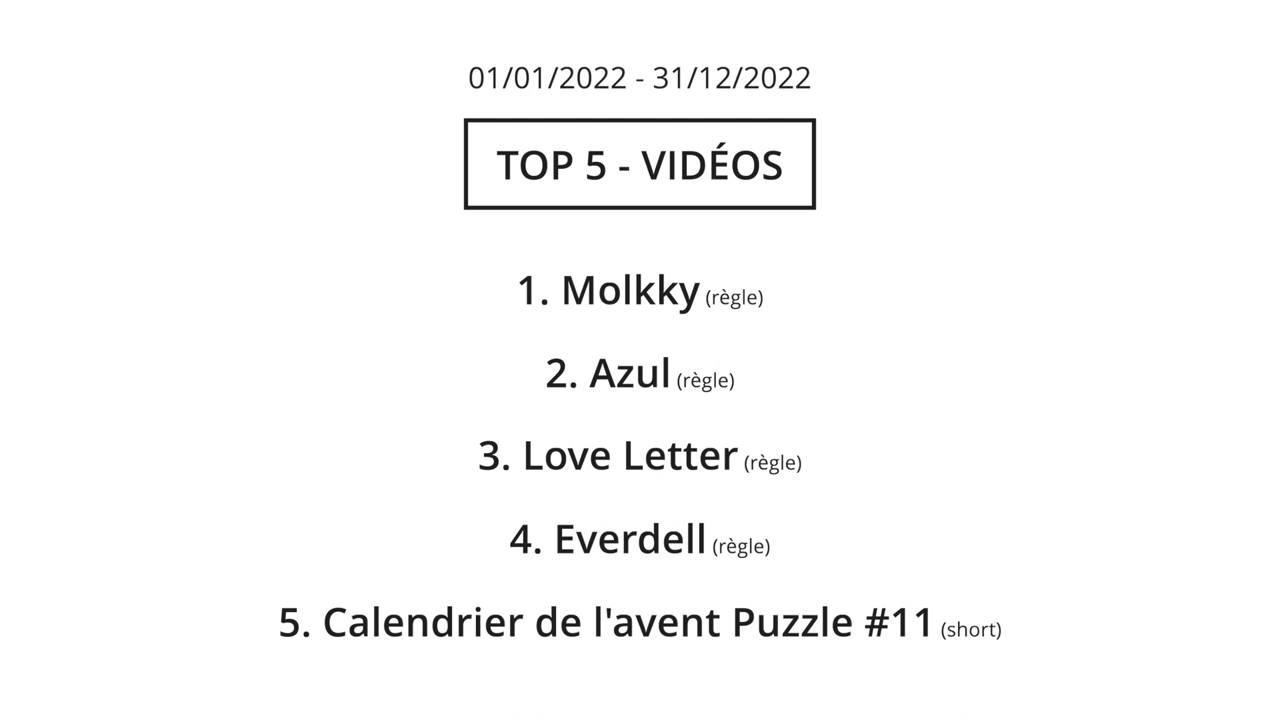 01/01/2022 - 31/12/2022
TOP 5 - VIDÉOS
1. Molkky (règle)
2. Azul (règle)
3. Love Letter (règle)
4. Everdell (règle)
5. Calendrier de l'avent Puzzle #11 (short)